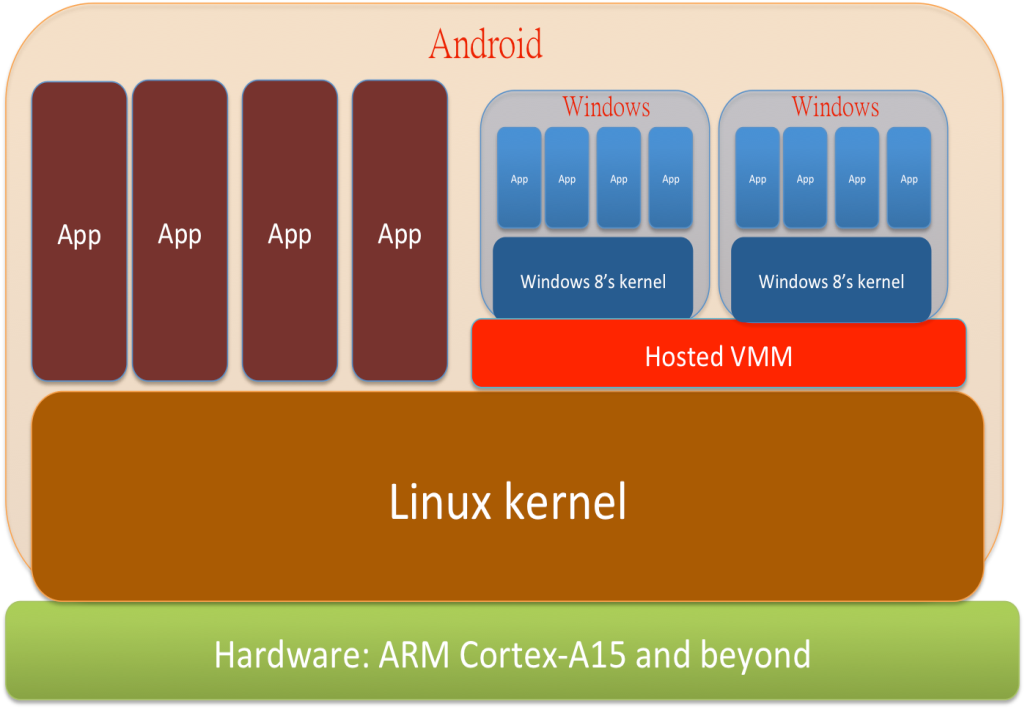 Android
App
App
App
App
Windows
App
App
App
App
Windows 8’s kernel
Windows
App
App
App
App
Windows 8’s kernel
Hosted VMM
Linux kernel
Hardware: ARM Cortex-A15 and beyond